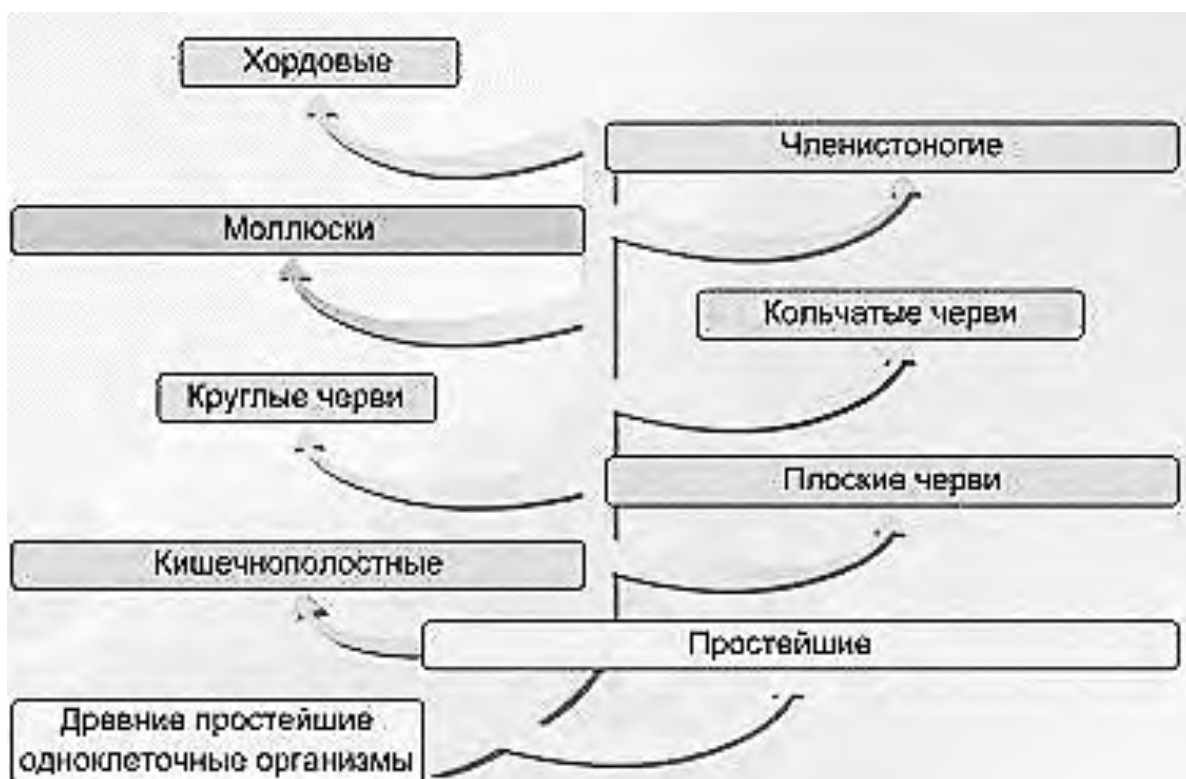 Хордовые
Членистоногие
Моллюски
Кольчатые черви
Круглые черви
Плоские черви
Кишечнополостные
Простейшие
Древние простейшие
одноклеточные организмы